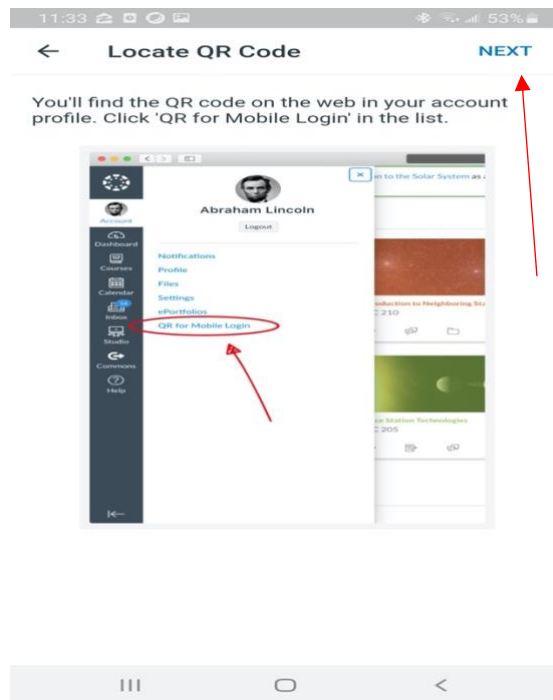 11:33
53%
Locate QR Code
NEXT
You'll find the QR code on the web in your account
profile. Click 'QR for Mobile Login' in the list.
on to the Solar System as
Abraham Lincoln
Logout
Account
Dashboard
Courses
Calendar
Inbox
Studio
Commons
Help
Notifications
Profile
Files
Settings
ePortfolios
QR for Mobile Login
oduction to Neighboring Sta
C 210
ce Station Technologies
C 205